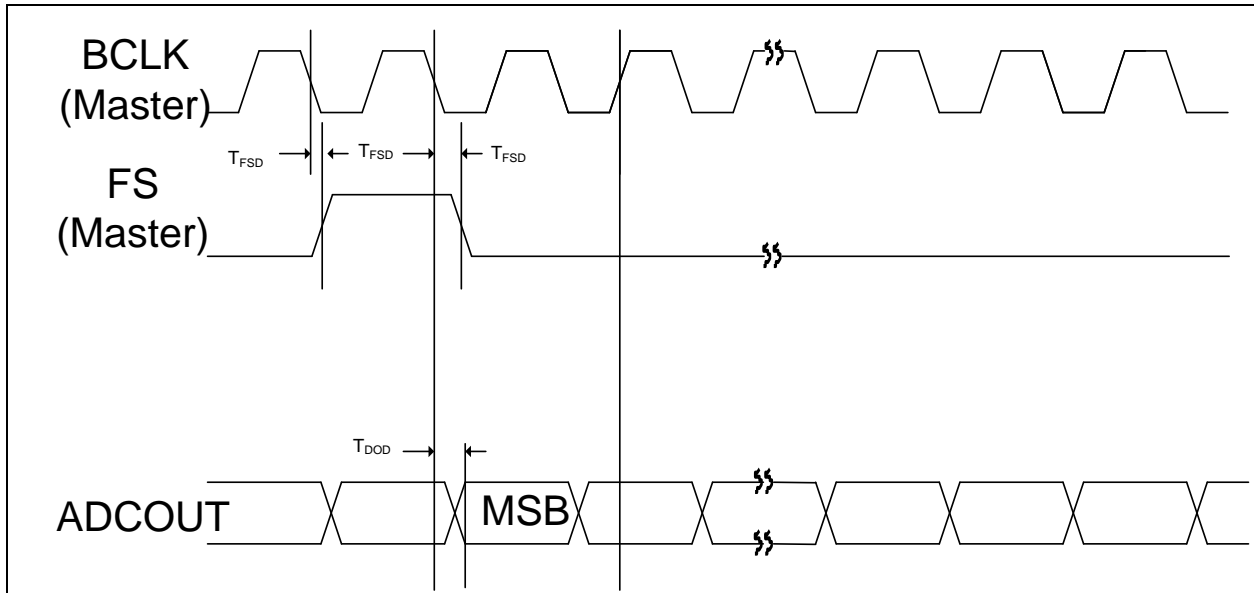 BCLK
(Master)
TFSD
TFSD
TFSD
FS
(Master)
TDOD
ADCOUT
MSB